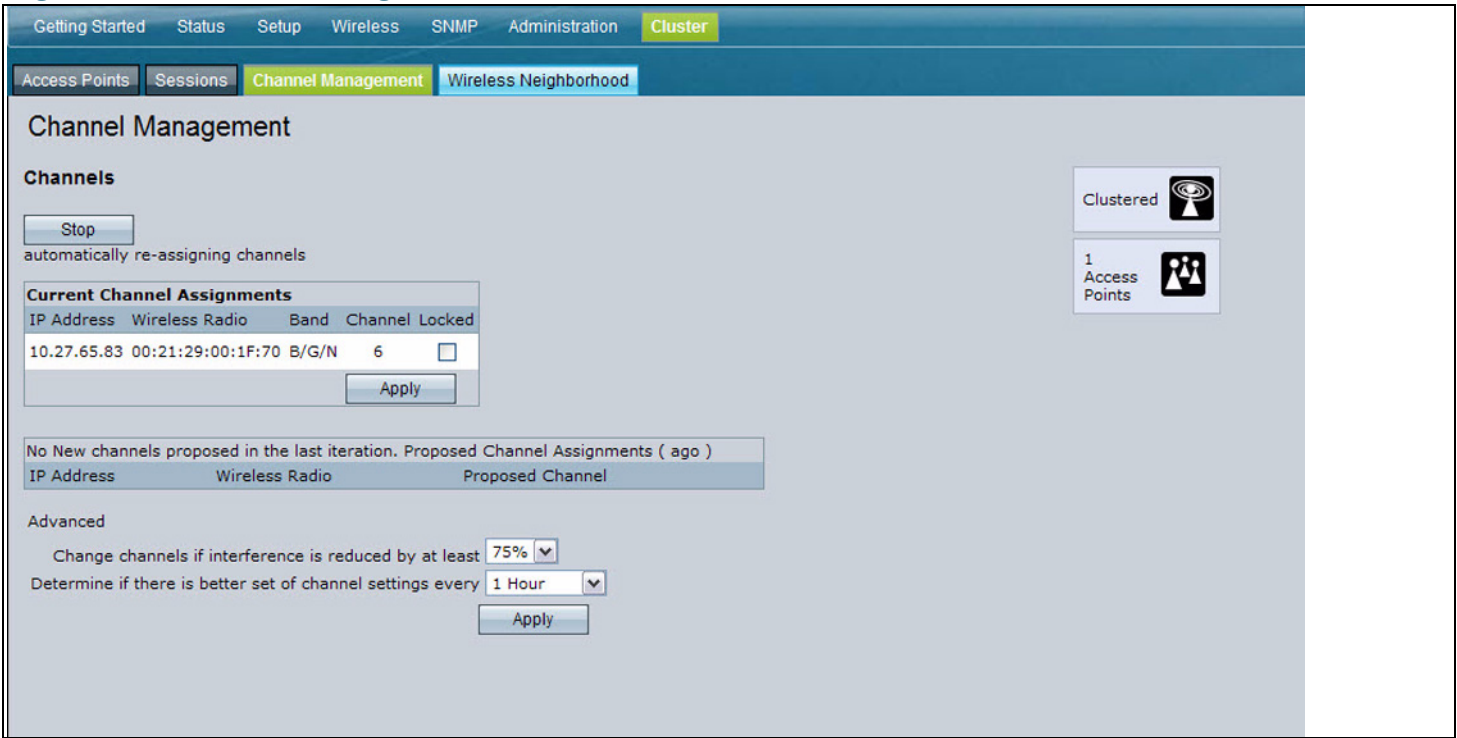 Getting Started Status Setup Wireless SNMP Administration Cluster
Access Points Sessions Channel Management Wireless Neighborhood
Channel Management
Channels
Clustered
Stop
automatically re-assigning channels
1
Access
Points
Current Channel Assignments
IP Address Wireless Radio Band Channel Locked
10.27.65.83 00:21:29:00:1F:70 B/G/N 6
Apply
No New channels proposed in the last iteration. Proposed Channel Assignments ( ago )
IP Address Wireless Radio Proposed Channel
Advanced
Change channels if interference is reduced by at least 75%
Determine if there is better set of channel settings every 1 Hour
Apply